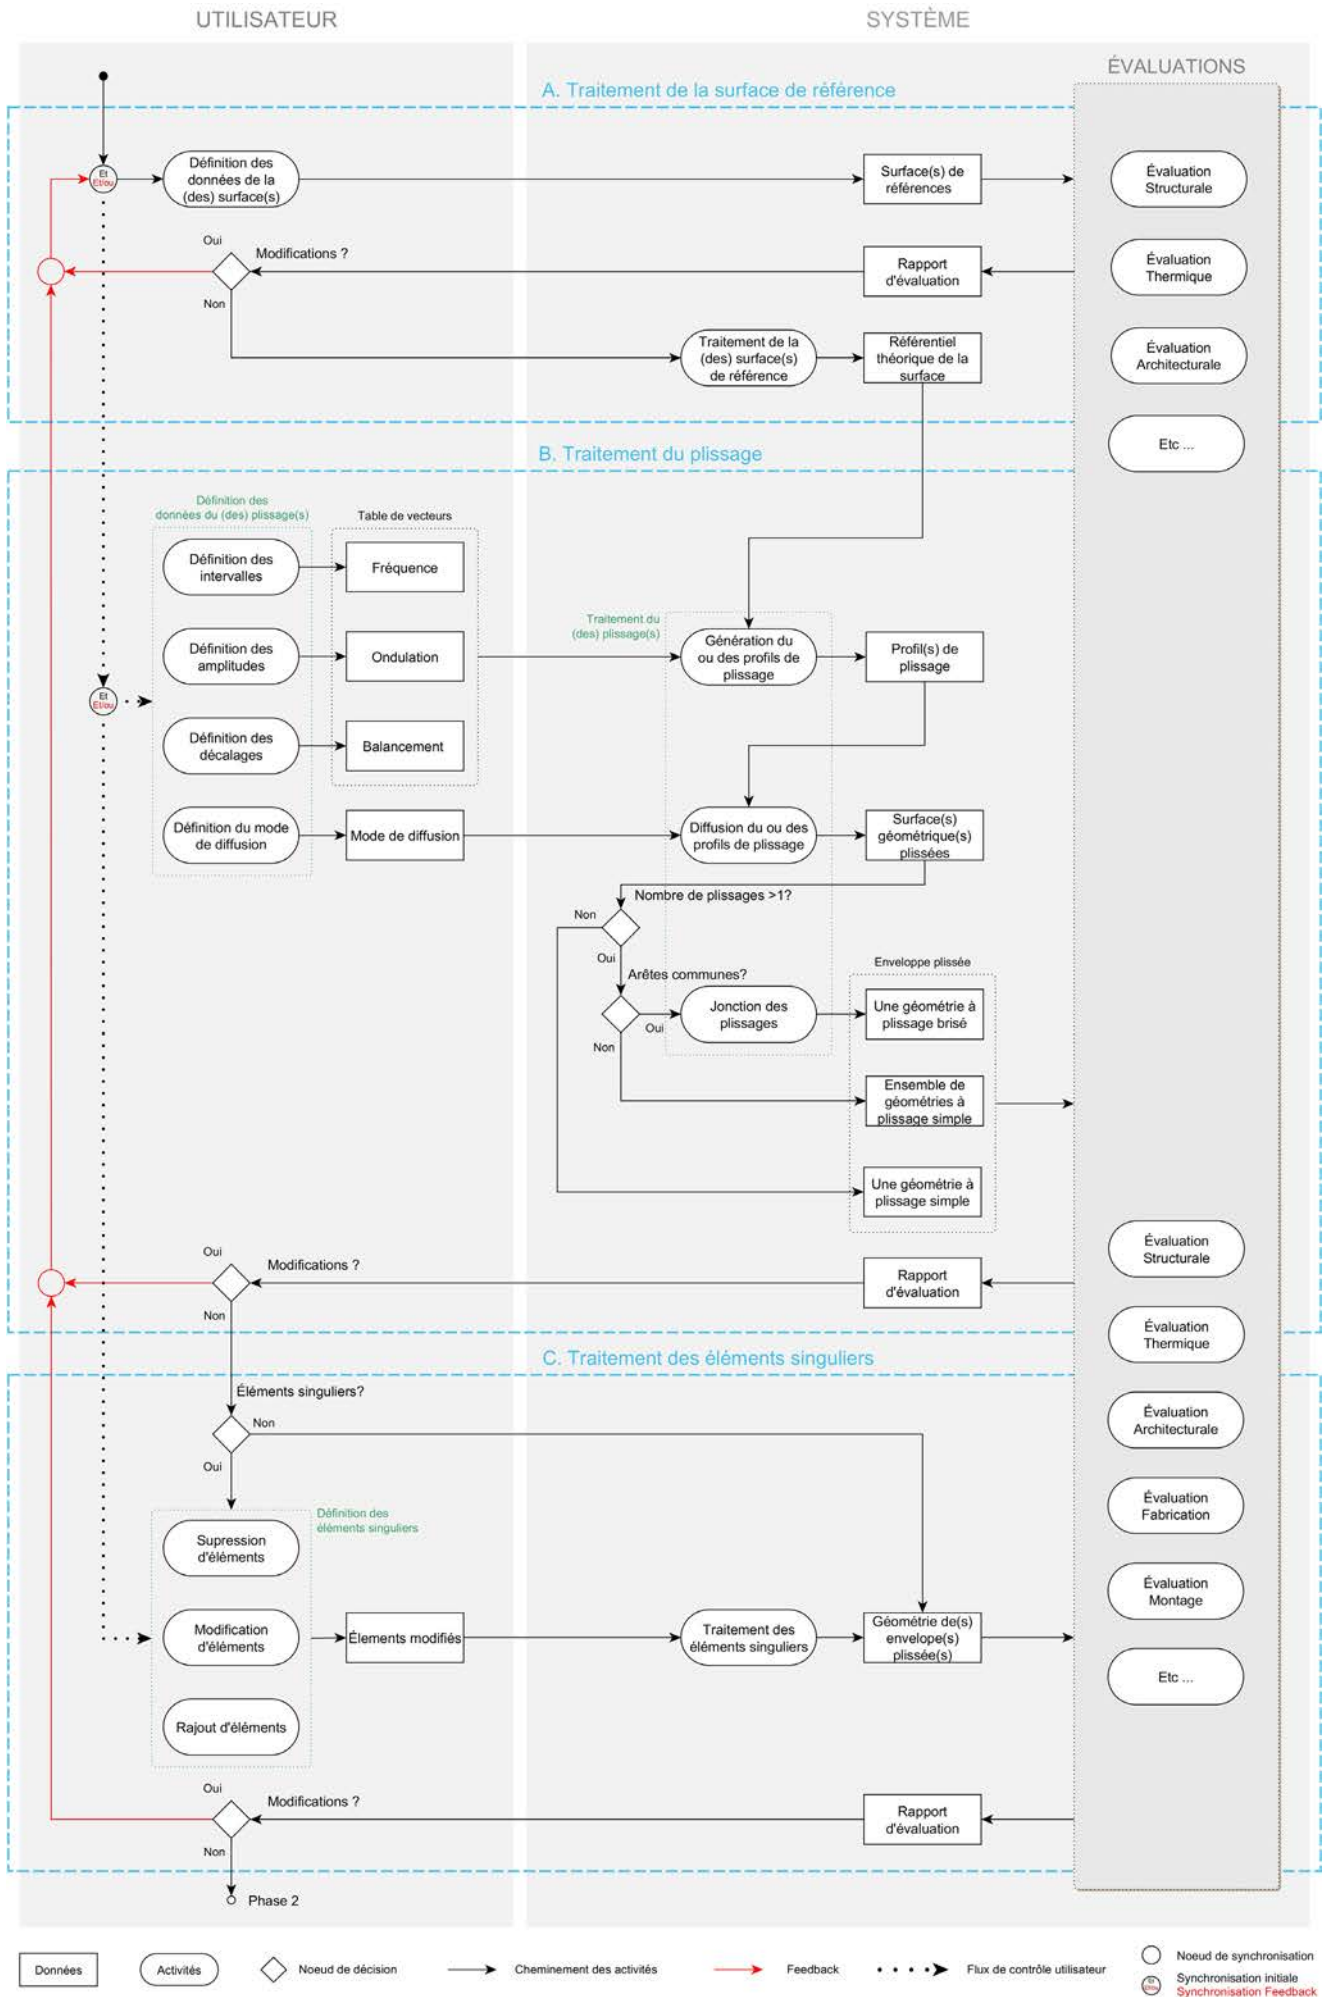 UTILISATEUR
SYSTÈME
ÉVALUATIONS
A. Traitement de la surface de référence
Et
Et/ou
Définition des
données de la
(des) surface(s)
Surface(s) de
références
Évaluation
Structurale
Oui
Modifications ?
Non
Rapport
d'évaluation
Évaluation
Thermique
Traitement de la
(des) surface(s)
de référence
Référentiel
théorique de la
surface
Évaluation
Architecturale
Etc ...
B. Traitement du plissage
Définition des
données du (des) plissage(s)
Table de vecteurs
Définition des
intervalles
Fréquence
Traitement du
(des) plissage(s)
Définition des
amplitudes
Ondulation
Génération du
ou des profils de
plissage
Profil(s) de
plissage
Et
Et/ou
Définition des
décalages
Balancement
Définition du mode
de diffusion
Mode de diffusion
Diffusion du ou des
profils de plissage
Surface(s)
géométrique(s)
plissées
Nombre de plissages >1?
Non
Oui
Arêtes communes?
Oui
Non
Jonction des
plissages
Enveloppe plissée
Une géométrie à
plissage brisé
Ensemble de
géométries à
plissage simple
Une géométrie à
plissage simple
Oui
Modifications ?
Non
Rapport
d'évaluation
Évaluation
Structurale
Évaluation
Thermique
C. Traitement des éléments singuliers
Éléments singuliers?
Non
Oui
Évaluation
Architecturale
Évaluation
Fabrication
Définition des
éléments singuliers
Supression
d'éléments
Évaluation
Montage
Modification
d'éléments
Élements modifiés
Traitement des
éléments singuliers
Géométrie de(s)
envelope(s)
plissée(s)
Etc ...
Rajout d'éléments
Oui
Modifications ?
Non
Rapport
d'évaluation
Phase 2
Données
Activités
Noeud de décision
Cheminement des activités
Feedback
Flux de contrôle utilisateur
Noeud de synchronisation
Et
Et/ou
Synchronisation initiale
Synchronisation Feedback